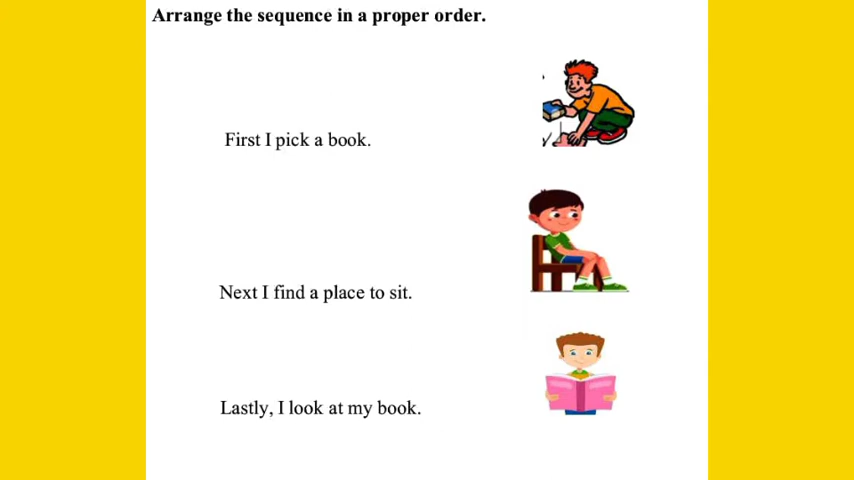 Arrange the sequence in a proper order.
First I pick a book.
Next I find a place to sit.
Lastly, I look at my book.